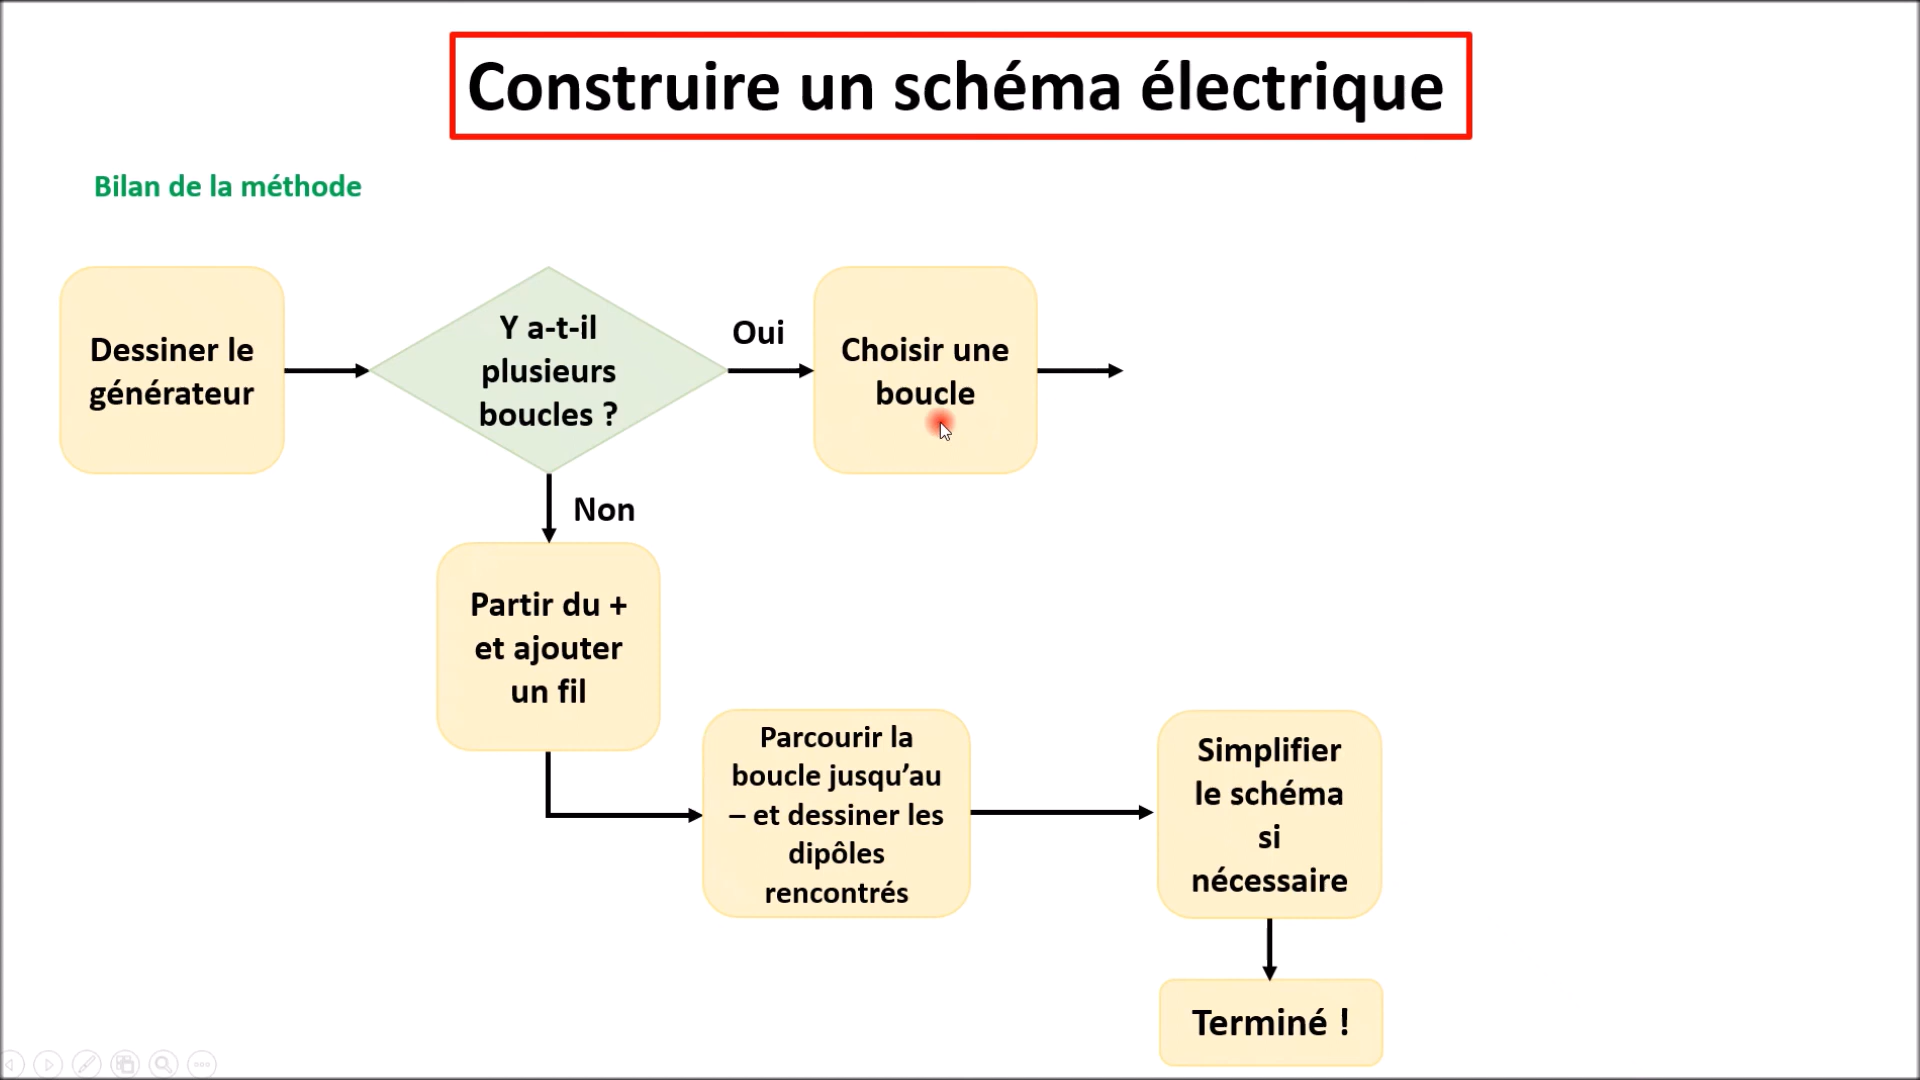 Construire un schéma électrique
Bilan de la méthode
Dessiner le
générateur
Y a-t-il
plusieurs
boucles ?
Oui
Choisir une
boucle
Non
Partir du +
et ajouter
un fil
Parcourir la
boucle jusqu’au
– et dessiner les
dipôles
rencontrés
Simplifier
le schéma
si
nécessaire
Terminé !